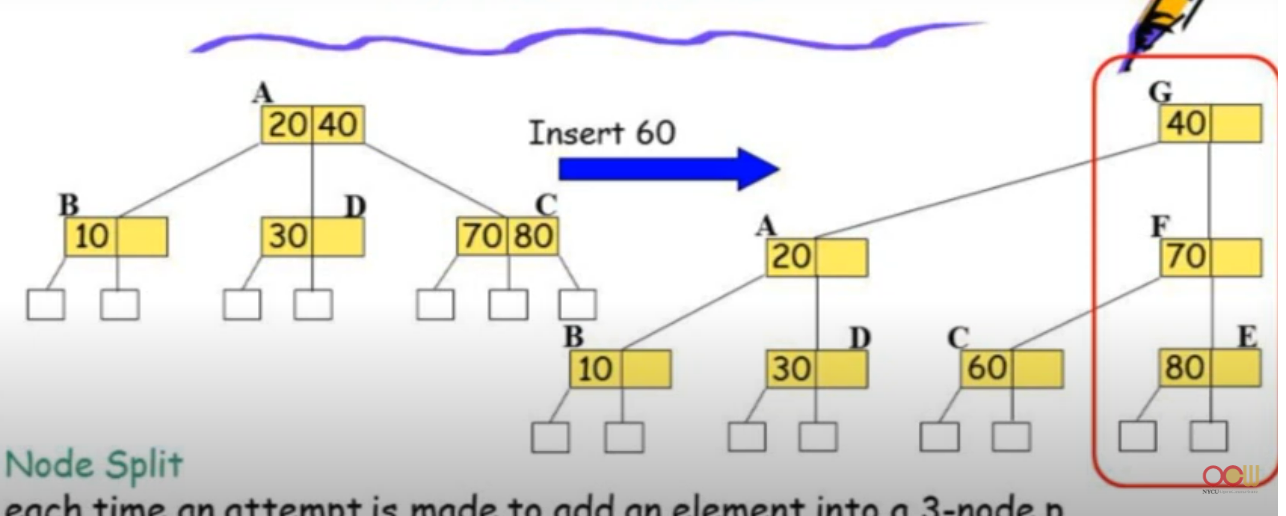 A
G
20 40
Insert 60
40
B
D
C
10
30
70 80
A
F
20
70
B
D
C
E
10
30
60
80
Node Split
OCW
NYCU
each time an attempt is made to add an element into a 3-node p